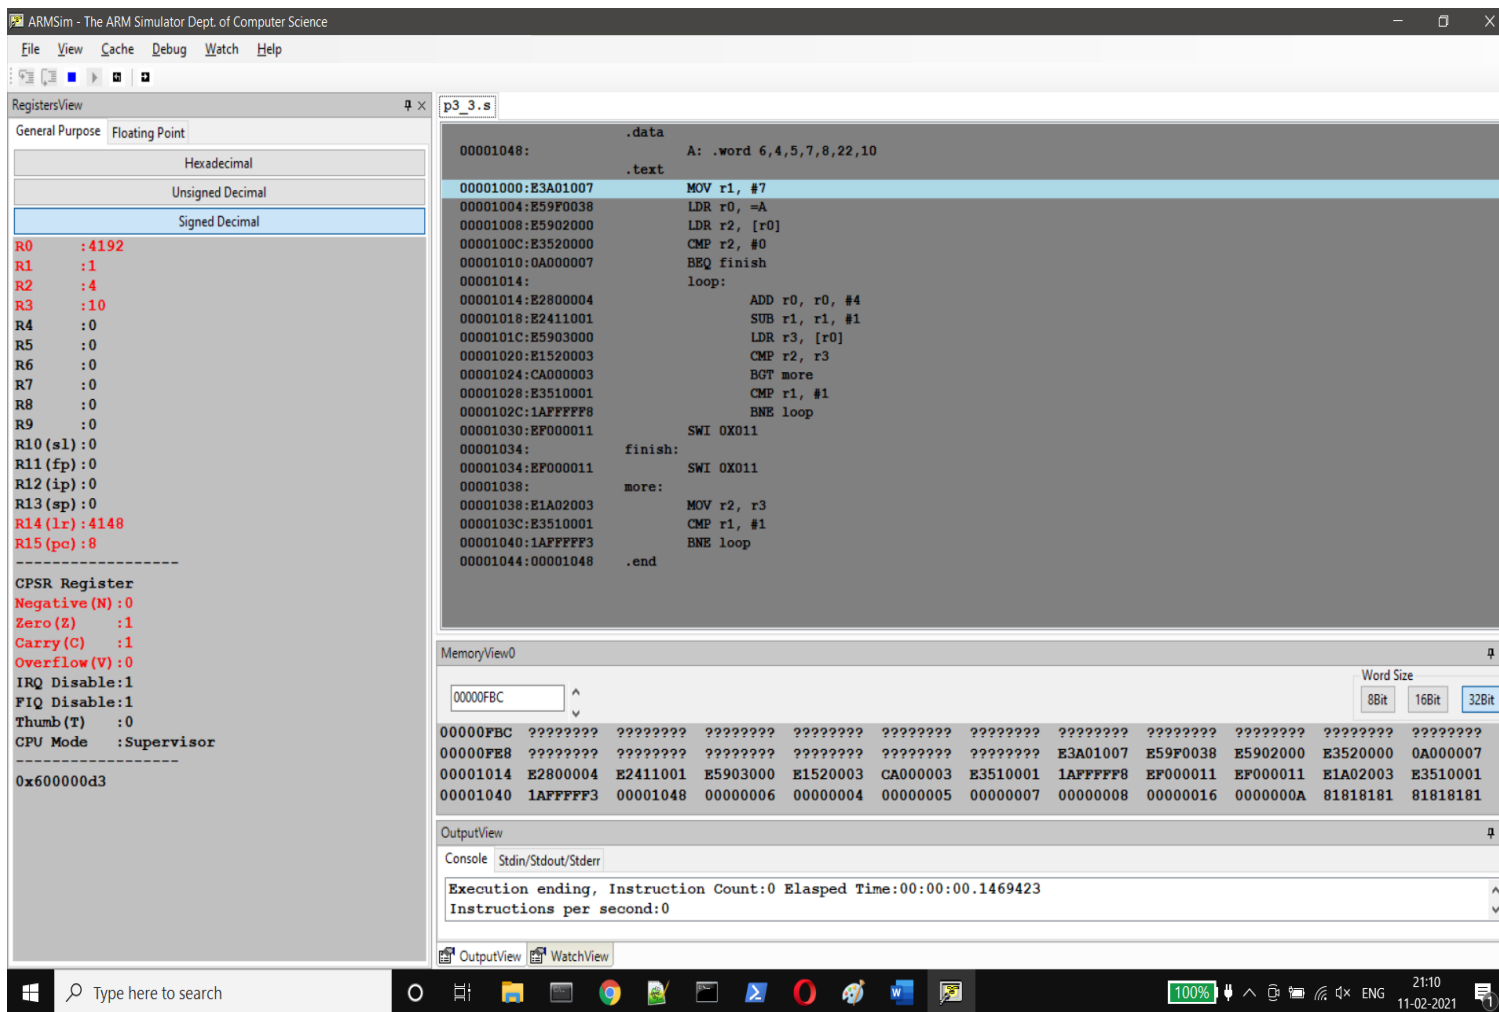 ARMSim - The ARM Simulator Dept. of Computer Science
File View Cache Debug Watch Help
RegistersView
General Purpose Floating Point
Hexadecimal
Unsigned Decimal
Signed Decimal
R0 :4192
R1 :1
R2 :4
R3 :10
R4 :0
R5 :0
R6 :0
R7 :0
R8 :0
R9 :0
R10(sl):0
R11(fp):0
R12(ip):0
R13(sp):0
R14(lr):4148
R15(pc):8
-------------------
CPSR Register
Negative(N):0
Zero(Z) :1
Carry(C) :1
Overflow(V):0
IRQ Disable:1
FIQ Disable:1
Thumb(T) :0
CPU Mode :Supervisor
-------------------
0x600000d3
p3_3.s
.data
00001048: A: .word 6,4,5,7,8,22,10
.text
00001000:E3A01007 MOV r1, #7
00001004:E59F0038 LDR r0, =A
00001008:E5902000 LDR r2, [r0]
0000100C:E3520000 CMP r2, #0
00001010:0A000007 BEQ finish
00001014: loop:
00001014:E2800004 ADD r0, r0, #4
00001018:E2411001 SUB r1, r1, #1
0000101C:E5903000 LDR r3, [r0]
00001020:E1520003 CMP r2, r3
00001024:CA000003 BGT more
00001028:E3510001 CMP r1, #1
0000102C:1AFFFFF8 BNE loop
00001030:EF000011 SWI 0X011
00001034: finish:
00001034:EF000011 SWI 0X011
00001038: more:
00001038:E1A02003 MOV r2, r3
0000103C:E3510001 CMP r1, #1
00001040:1AFFFFF3 BNE loop
00001044:00001048 .end
MemoryView0
Word Size
00000FBC
8Bit 16Bit 32Bit
00000FBC ???????? ???????? ???????? ???????? ???????? ???????? ???????? ???????? ???????? ???????? ????????
00000FE8 ???????? ???????? ???????? ???????? ???????? ???????? E3A01007 E59F0038 E5902000 E3520000 0A000007
00001014 E2800004 E2411001 E5903000 E1520003 CA000003 E3510001 1AFFFFF8 EF000011 EF000011 E1A02003 E3510001
00001040 1AFFFFF3 00001048 00000006 00000004 00000005 00000007 00000008 00000016 0000000A 81818181 81818181
OutputView
Console Stdin/Stdout/Stderr
Execution ending, Instruction Count:0 Elasped Time:00:00:00.1469423
Instructions per second:0
OutputView WatchView
Type here to search
100%
ENG
21:10
11-02-2021
1